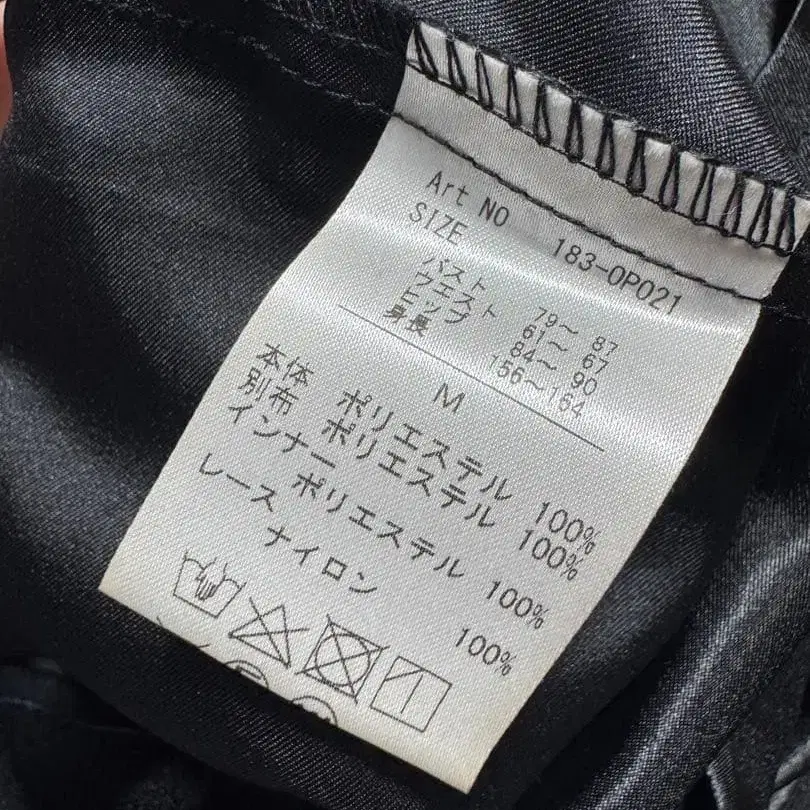 Art NO 183-0P021
SIZE
バスト 79～ 87
ウエスト 61～ 67
ヒップ 84～ 90
身長 156～164
M
本体 ポリエステル 100%
別布 ポリエステル 100%
インナー
ポリエステル 100%
レース
ナイロン 100%